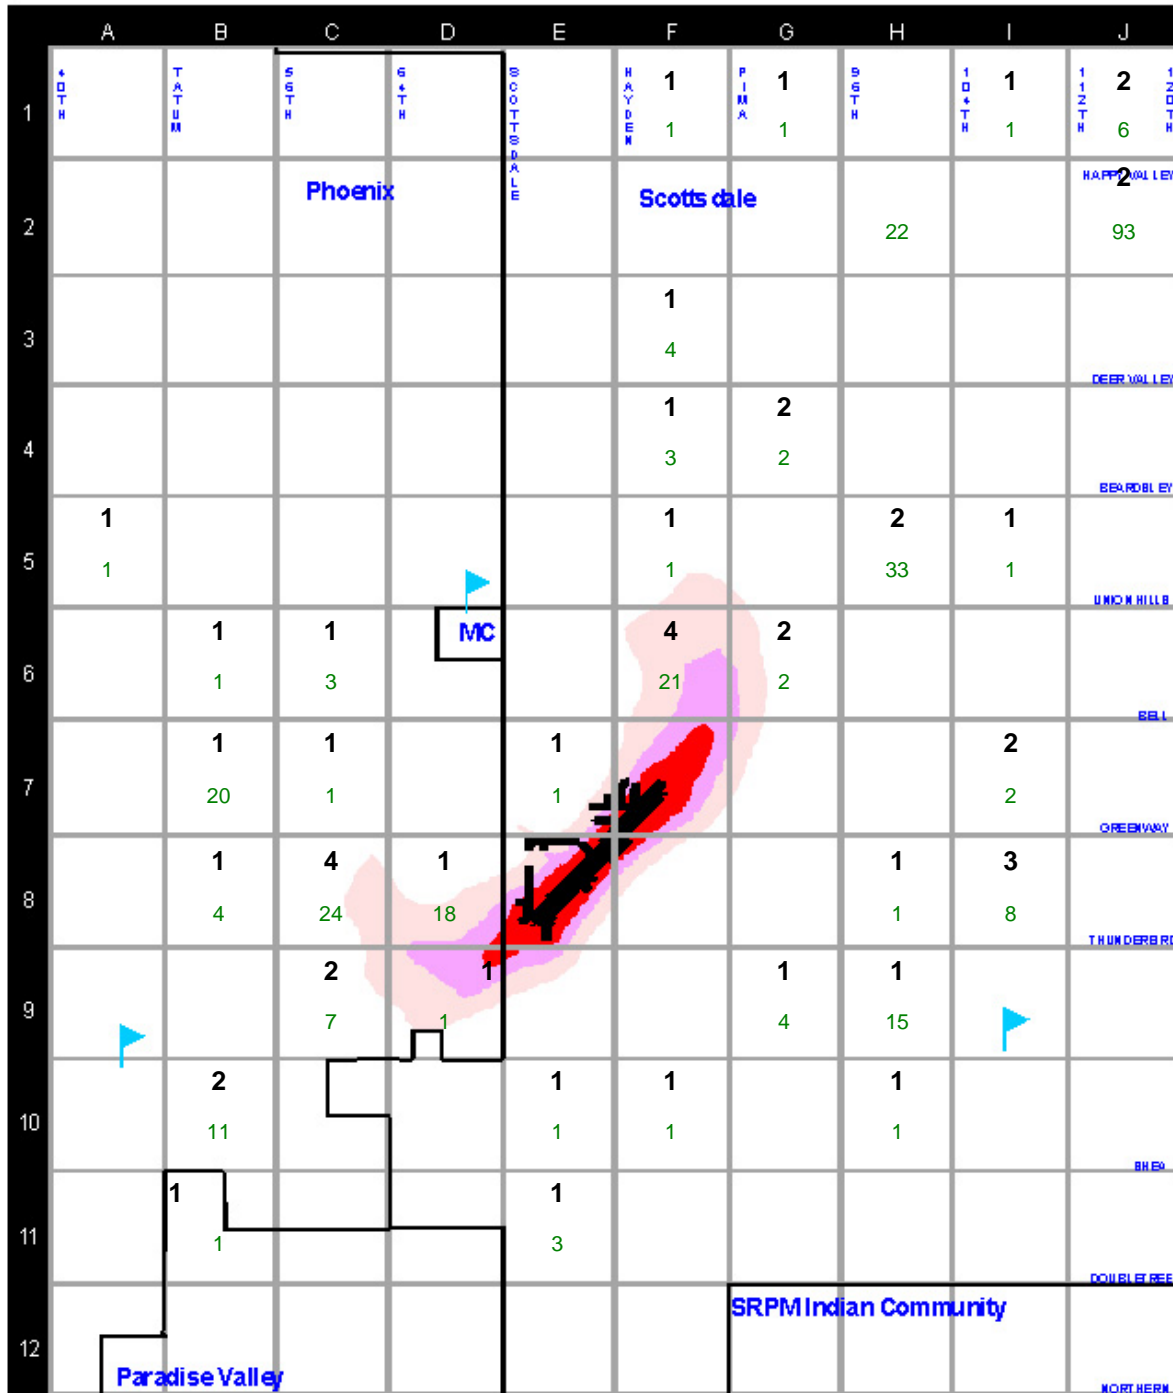 A B C D E F G H I J
1
40TH TATUM 56TH 64TH SCOTTSDALE HAYDEN 1 PIMA 1 96TH 104TH 1 112TH 2 120TH
1 1 1 6
HAPPY VALLEY 2
Phoenix Scottsdale
2 22 93
1
3 4
DEER VALLEY
1 2
4 3 2
BEARDSLEY
1 1 2 1
5 1 1 33 1
UNION HILLS
1 1 MC 4 2
6 1 3 21 2
BELL
1 1 1 2
7 20 1 1 2
GREENWAY
1 4 1 1 3
8 4 24 18 1 8
THUNDERBIRD
2 1 1 1
9 7 1 4 15
2 1 1 1
10 11 1 1 1
SHEA
1 1
11 1 3
DOUBLETREE
SRPM Indian Community
12
Paradise Valley
NORTHERN